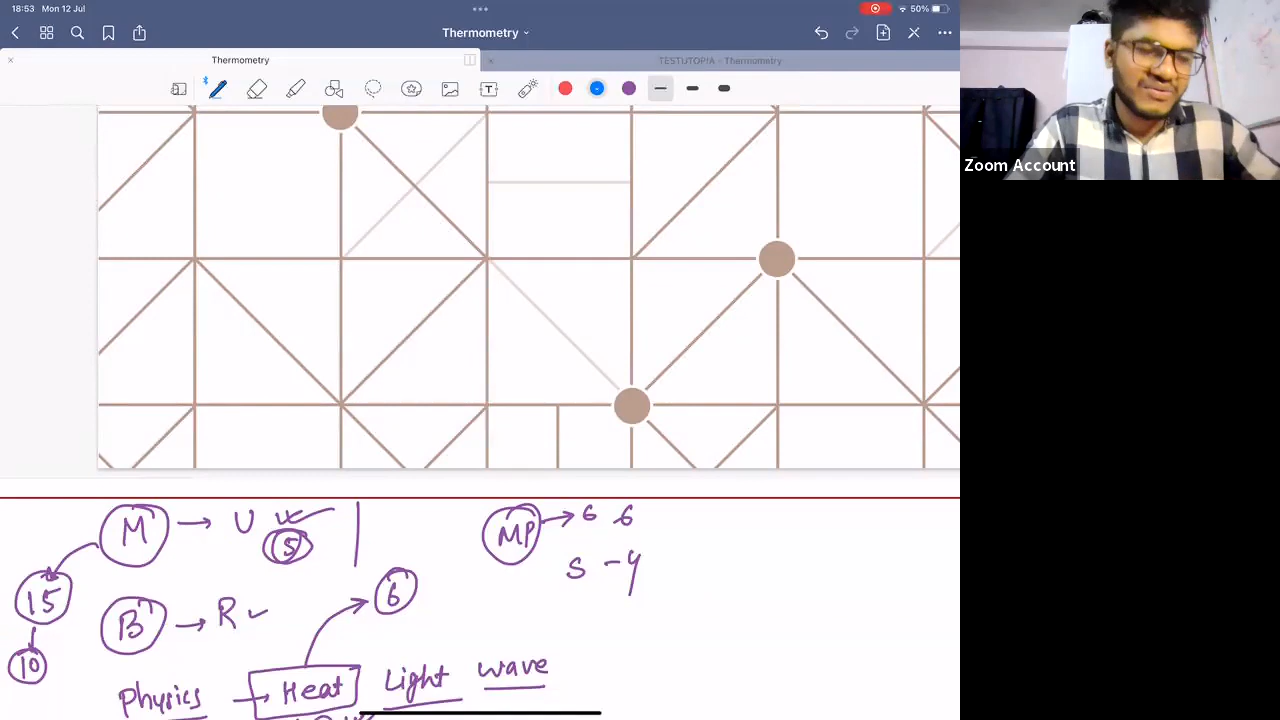 18:53 Mon 12 Jul
50%
Thermometry
Thermometry
TESTUTOPIA - Thermometry
Zoom Account
M → U
5
MP → 6 6
S - 4
15
B → R ✓
6
10
Physics → Heat Light wave